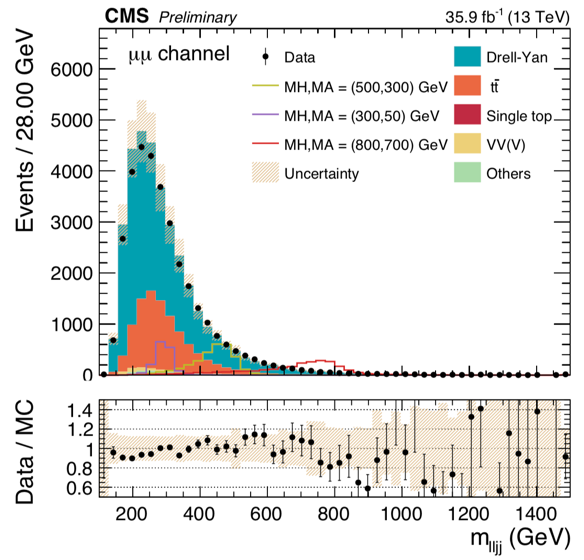 CMS Preliminary 35.9 fb⁻¹ (13 TeV)
μμ channel
Data
MH,MA = (500,300) GeV
MH,MA = (300,50) GeV
MH,MA = (800,700) GeV
Uncertainty
Drell-Yan
tt̄
Single top
VV(V)
Others
Events / 28.00 GeV
6000
5000
4000
3000
2000
1000
0
Data / MC
1.4
1.2
1
0.8
0.6
200 400 600 800 1000 1200 1400
m_lljj (GeV)